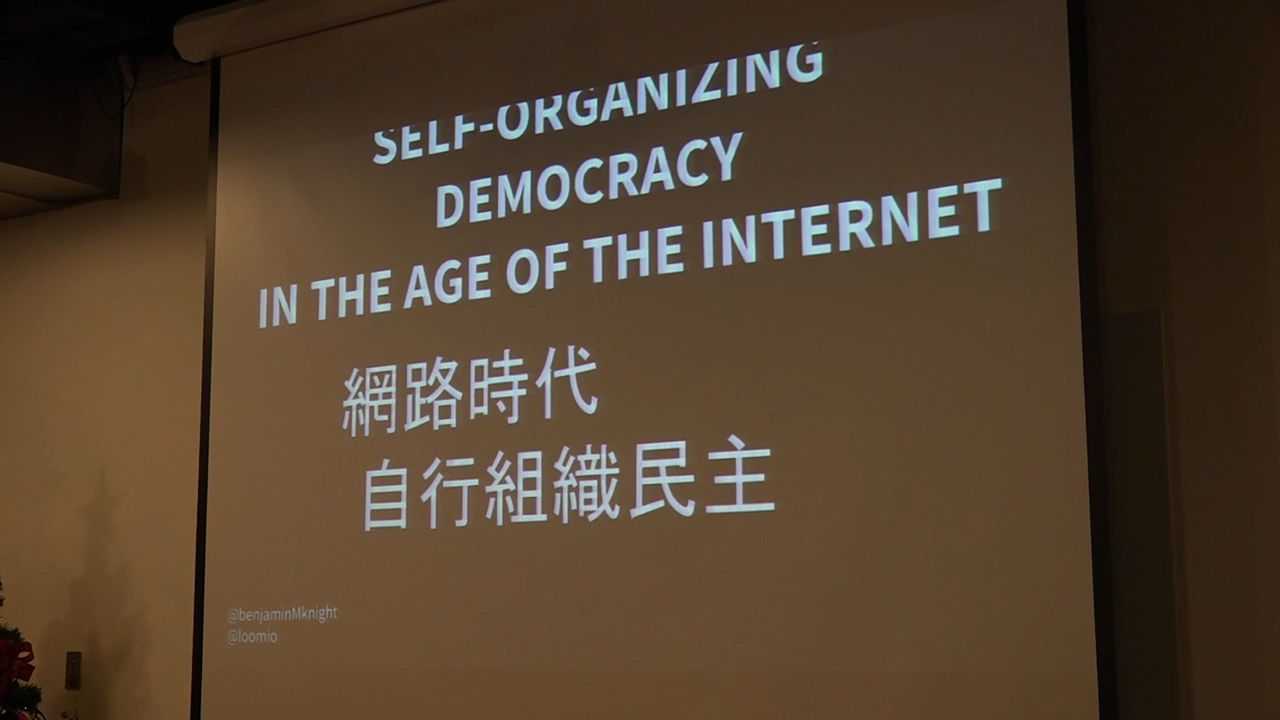 SELF-ORGANIZING
DEMOCRACY
IN THE AGE OF THE INTERNET
網路時代
自行組織民主
@benjaminMknight
@loomio